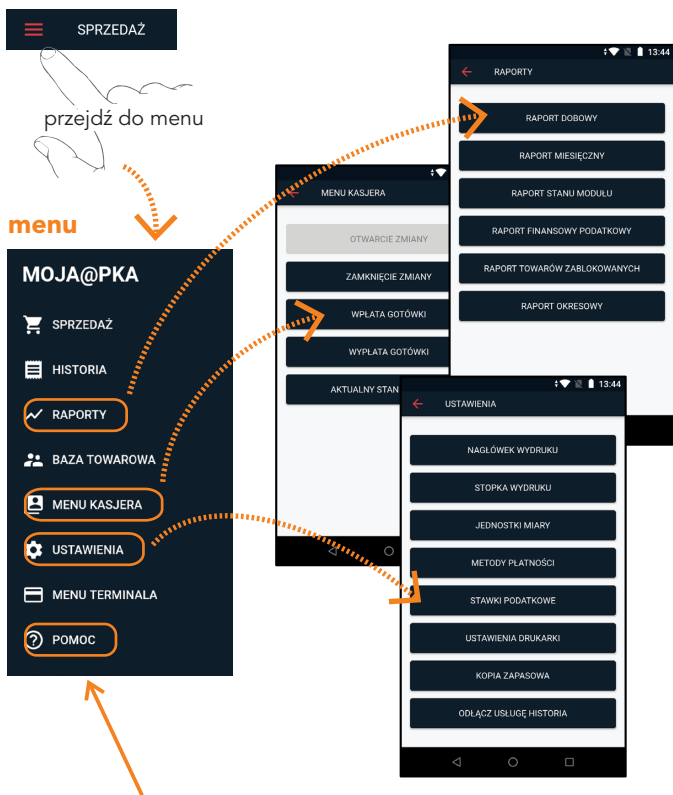 SPRZEDAŻ
przejdź do menu
menu
MOJA@PKA
SPRZEDAŻ
HISTORIA
RAPORTY
BAZA TOWAROWA
MENU KASJERA
USTAWIENIA
MENU TERMINALA
POMOC
MENU KASJERA
OTWARCIE ZMIANY
ZAMKNIĘCIE ZMIANY
WPŁATA GOTÓWKI
WYPŁATA GOTÓWKI
AKTUALNY STAN
13:44
RAPORTY
RAPORT DOBOWY
RAPORT MIESIĘCZNY
RAPORT STANU MODUŁU
RAPORT FINANSOWY PODATKOWY
RAPORT TOWARÓW ZABLOKOWANYCH
RAPORT OKRESOWY
13:44
USTAWIENIA
NAGŁÓWEK WYDRUKU
STOPKA WYDRUKU
JEDNOSTKI MIARY
METODY PŁATNOŚCI
STAWKI PODATKOWE
USTAWIENIA DRUKARKI
KOPIA ZAPASOWA
ODŁĄCZ USŁUGĘ HISTORIA